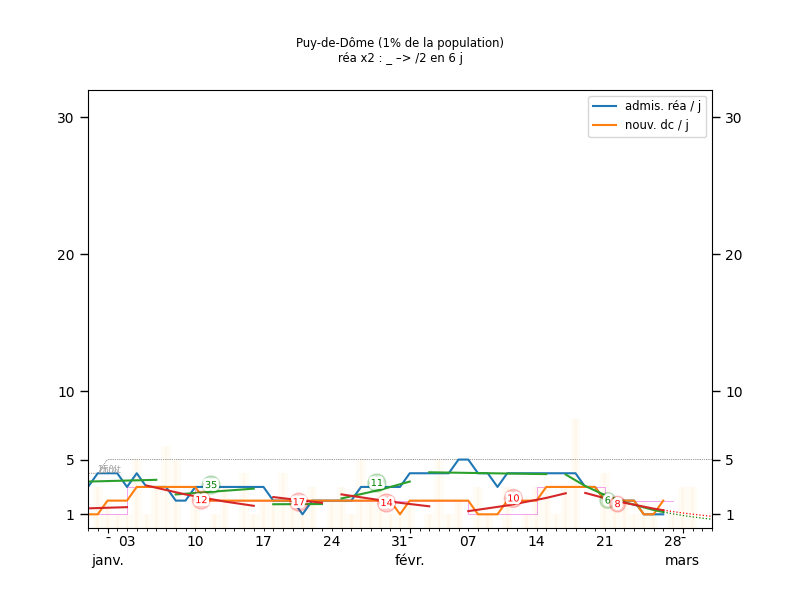 Puy-de-Dôme (1% de la population)
réa x2 : _ –> /2 en 6 j
admis. réa / j
nouv. dc / j
30 30
20 20
10 10
5 5
1 1
35 12 17 11 14 10 6 8
03 10 17 24 31 07 14 21 28
janv. févr. mars